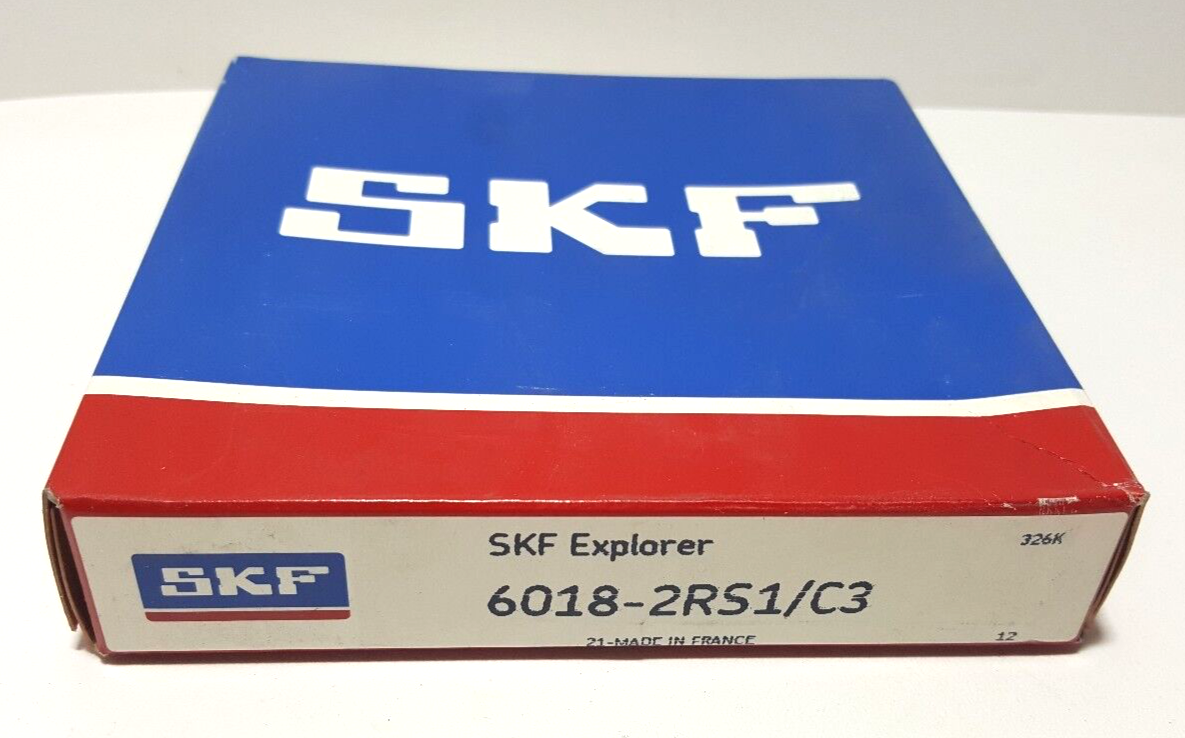 SKF
SKF
SKF Explorer
326K
6018-2RS1/C3
21-MADE IN FRANCE
12